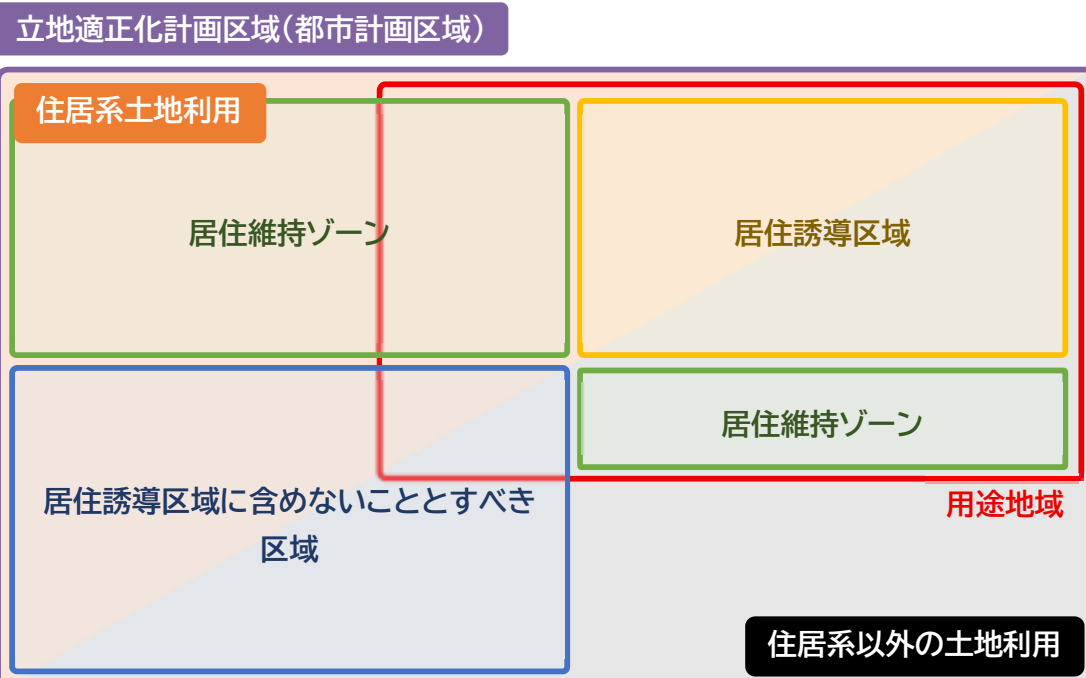 立地適正化計画区域(都市計画区域)
住居系土地利用
居住維持ゾーン
居住誘導区域
居住維持ゾーン
居住誘導区域に含めないこととすべき
区域
用途地域
住居系以外の土地利用